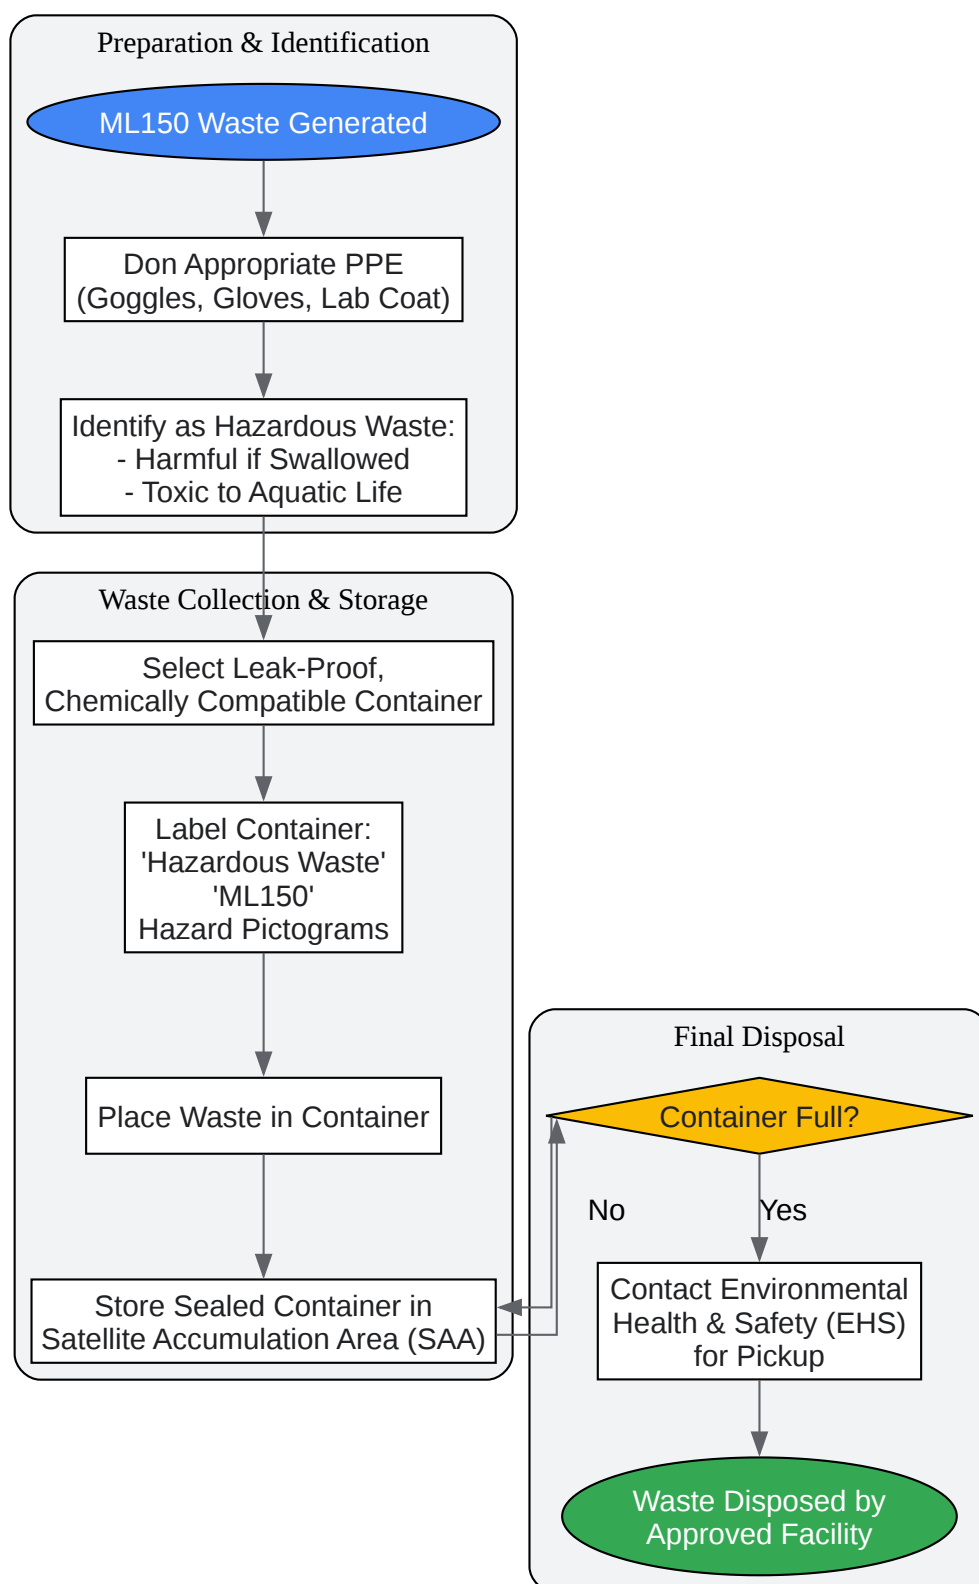 Preparation & Identification
ML150 Waste Generated
Don Appropriate PPE
(Goggles, Gloves, Lab Coat)
Identify as Hazardous Waste:
- Harmful if Swallowed
- Toxic to Aquatic Life
Waste Collection & Storage
Select Leak-Proof,
Chemically Compatible Container
Label Container:
'Hazardous Waste'
'ML150'
Hazard Pictograms
Place Waste in Container
Store Sealed Container in
Satellite Accumulation Area (SAA)
Final Disposal
Container Full?
No
Yes
Contact Environmental
Health & Safety (EHS)
for Pickup
Waste Disposed by
Approved Facility